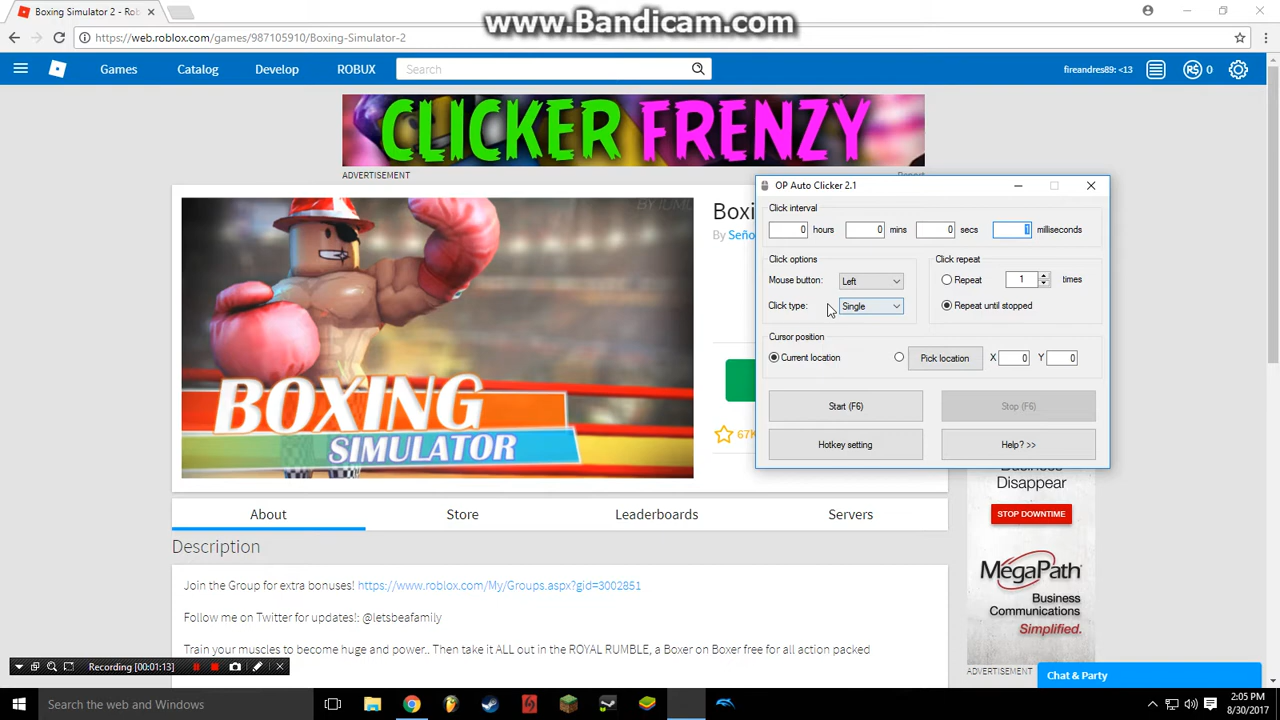 Boxing Simulator 2 - Rob
www.Bandicam.com
https://web.roblox.com/games/987105910/Boxing-Simulator-2
Games
Catalog
Develop
ROBUX
Search
fireandres89: <13
R$ 0
CLICKER FRENZY
ADVERTISEMENT
Report
Boxi
By Seño
67K
BOXING
SIMULATOR
OP Auto Clicker 2.1
Click interval
0 hours 0 mins 0 secs 1 milliseconds
Click options
Mouse button: Left
Click type: Single
Click repeat
Repeat 1 times
Repeat until stopped
Cursor position
Current location
Pick location X 0 Y 0
Start (F6)
Stop (F6)
Hotkey setting
Help? >>
About
Store
Leaderboards
Servers
Description
Join the Group for extra bonuses! https://www.roblox.com/My/Groups.aspx?gid=3002851
Follow me on Twitter for updates!: @letsbeafamily
Train your muscles to become huge and power.. Then take it ALL out in the ROYAL RUMBLE, a Boxer on Boxer free for all action packed
Disappear
STOP DOWNTIME
MegaPath
Business
Communications
Simplified.
ADVERTISEMENT
Chat & Party
Recording [00:01:13]
Search the web and Windows
2:05 PM
8/30/2017